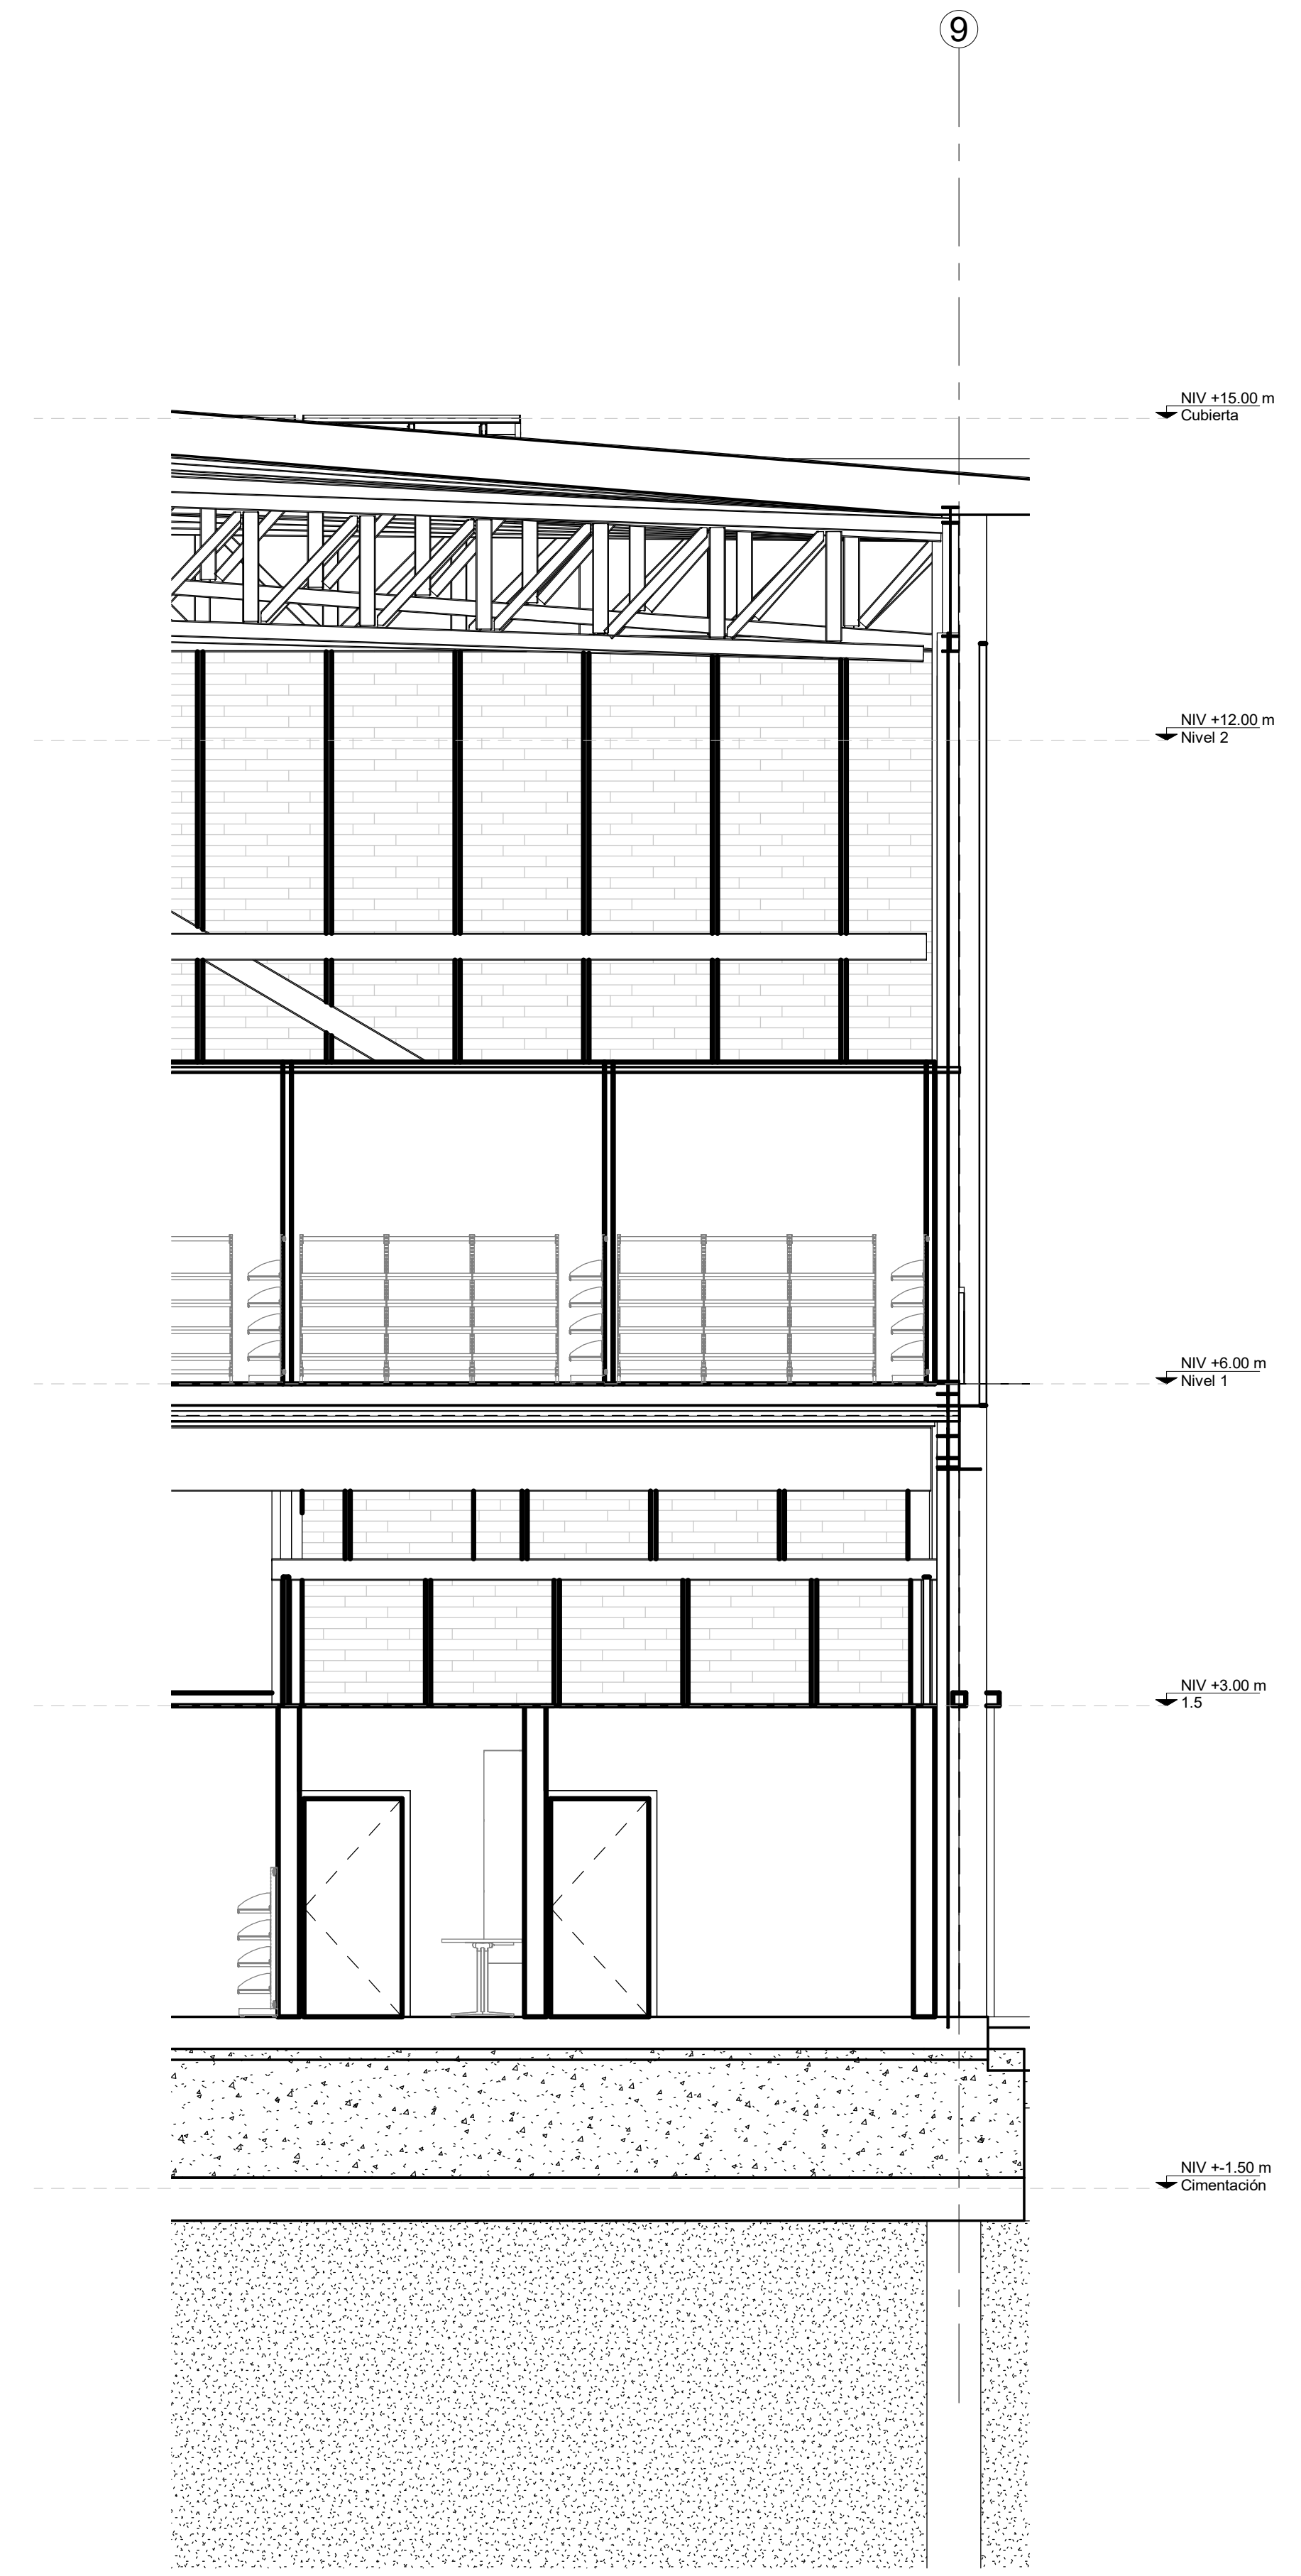 9
NIV +15.00 m
Cubierta
NIV +12.00 m
Nivel 2
NIV +6.00 m
Nivel 1
NIV +3.00 m
1.5
NIV +-1.50 m
Cimentación